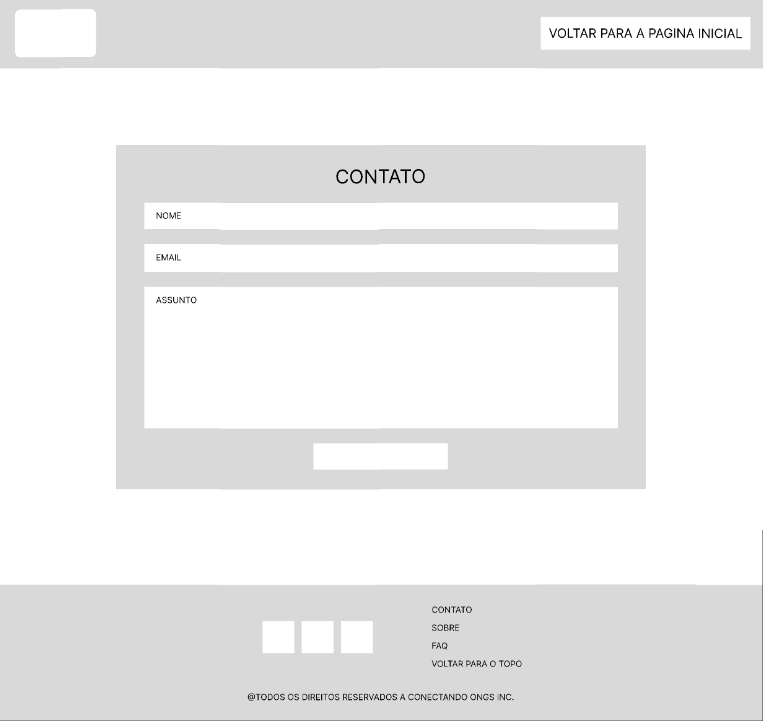 VOLTAR PARA A PAGINA INICIAL
CONTATO
NOME
EMAIL
ASSUNTO
CONTATO
SOBRE
FAQ
VOLTAR PARA O TOPO
@TODOS OS DIREITOS RESERVADOS A CONECTANDO ONGS INC.